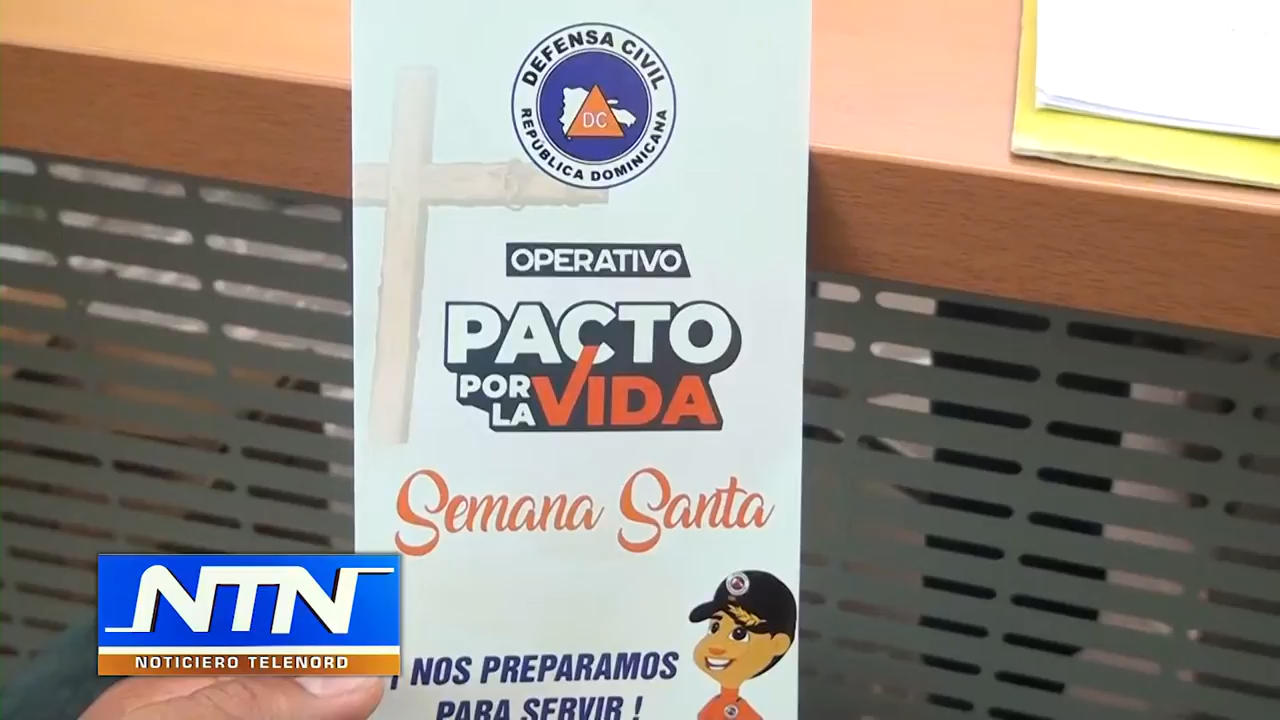 DEFENSA CIVIL
DC
REPÚBLICA DOMINICANA
OPERATIVO
PACTO
POR
LA VIDA
Semana Santa
¡ NOS PREPARAMOS
PARA SERVIR !
NTN
NOTICIERO TELENORD